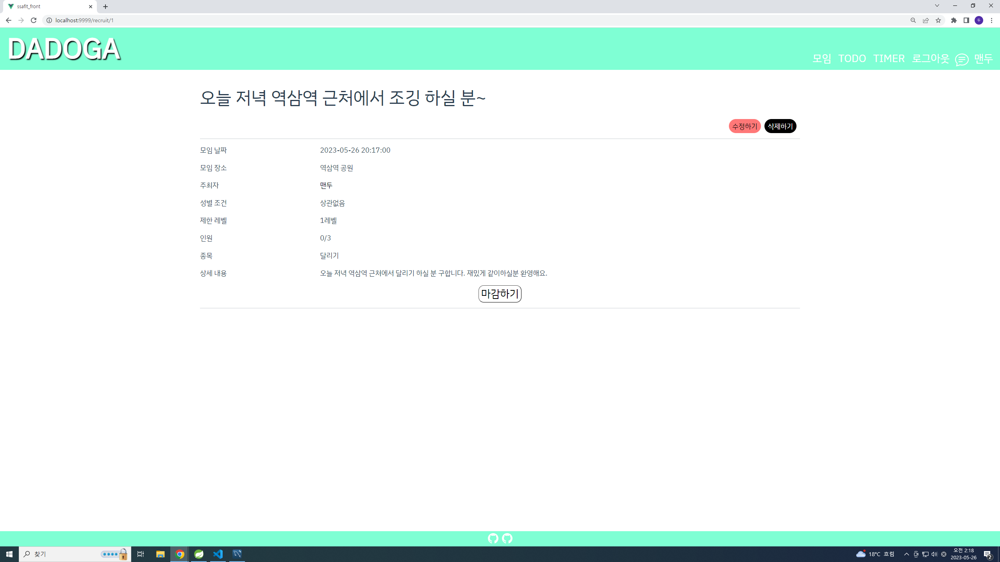 ssafit_front
localhost:9999/recruit/1
두
DADOGA
모임 TODO TIMER 로그아웃 맨두
오늘 저녁 역삼역 근처에서 조깅 하실 분~
수정하기 삭제하기
모임 날짜 2023-05-26 20:17:00
모임 장소 역삼역 공원
주최자 맨두
성별 조건 상관없음
제한 레벨 1레벨
인원 0/3
종목 달리기
상세 내용 오늘 저녁 역삼역 근처에서 달리기 하실 분 구합니다. 재밌게 같이하실분 환영해요.
마감하기
찾기
18°C 흐림
오전 2:18
2023-05-26
2